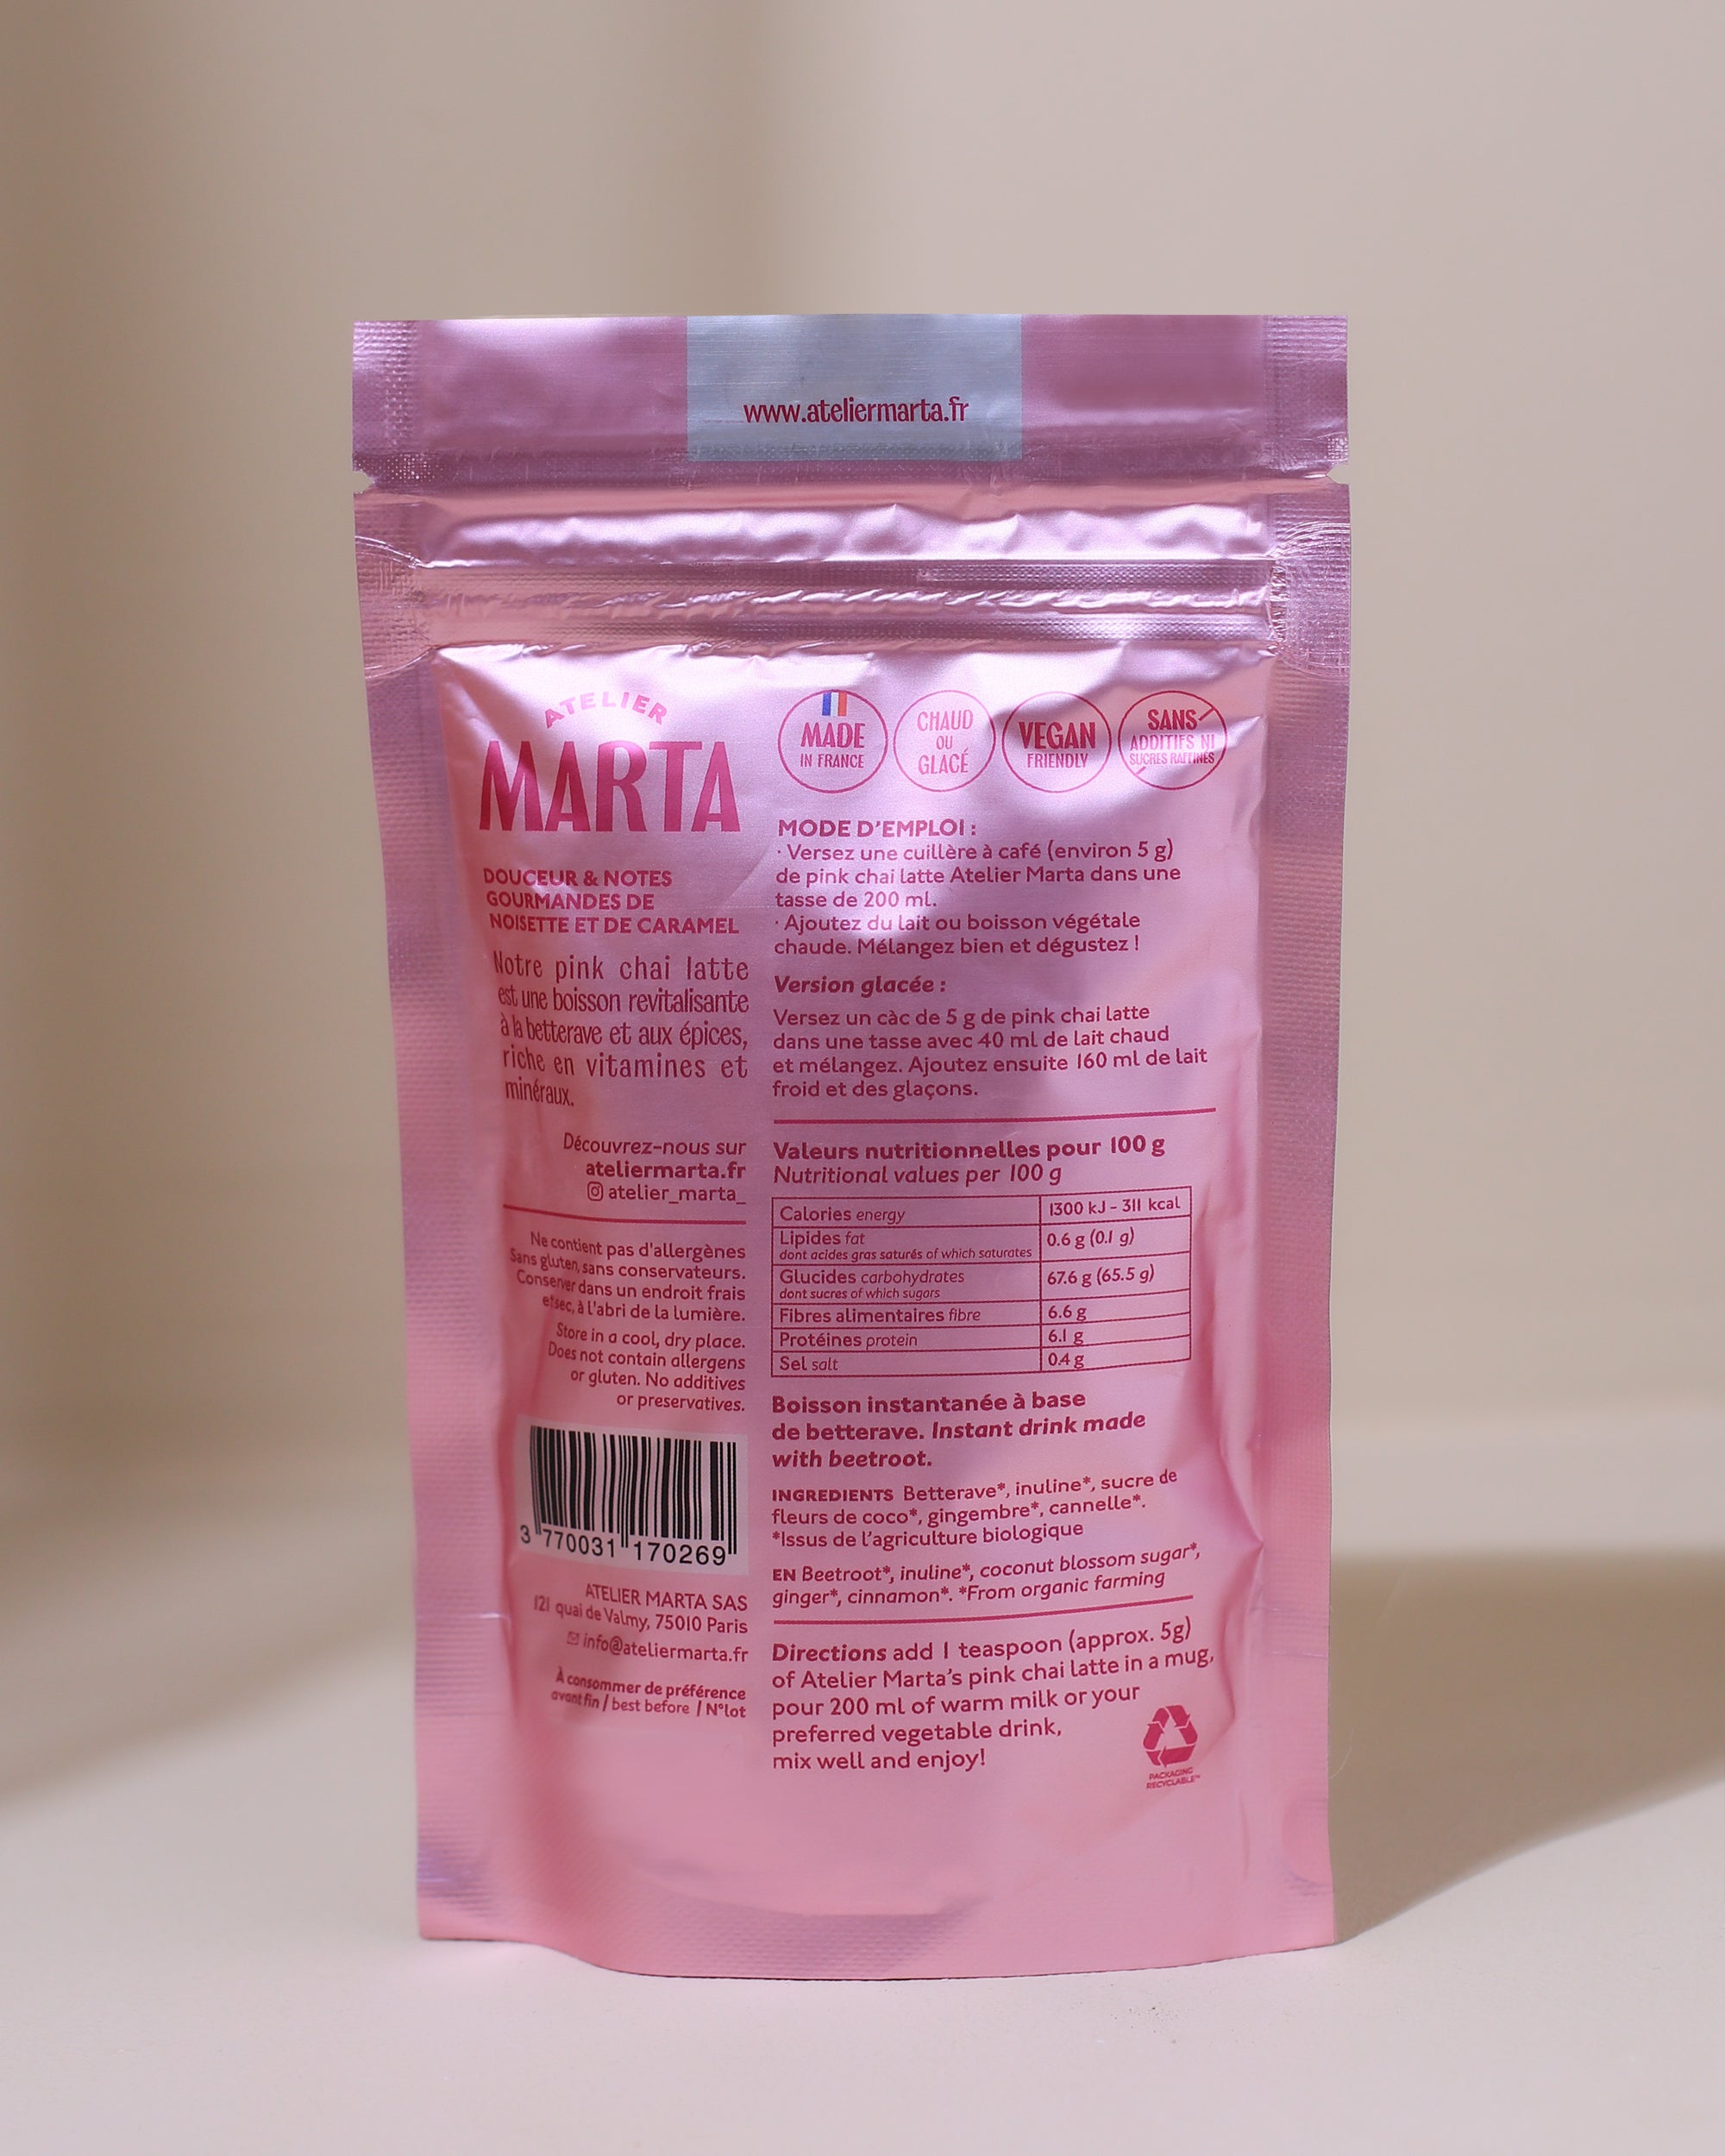 www.ateliermarta.fr
ATELIER
MARTA
DOUCEUR & NOTES
GOURMANDES DE
NOISETTE ET DE CARAMEL
Notre pink chai latte
est une boisson revitalisante
à la betterave et aux épices,
riche en vitamines et
minéraux.
Découvrez-nous sur
ateliermarta.fr
atelier_marta_
Ne contient pas d'allergènes
Sans gluten, sans conservateurs.
Conserver dans un endroit frais
et sec, à l'abri de la lumière.
Store in a cool, dry place.
Does not contain allergens
or gluten. No additives
or preservatives.
3 770031 170269
ATELIER MARTA SAS
121 quai de Valmy, 75010 Paris
info@ateliermarta.fr
À consommer de préférence
avant fin / best before / N°lot
MADE
IN FRANCE
CHAUD
OU
GLACÉ
VEGAN
FRIENDLY
SANS
ADDITIFS NI
SUCRES RAFFINÉS
MODE D'EMPLOI :
· Versez une cuillère à café (environ 5 g)
de pink chai latte Atelier Marta dans une
tasse de 200 ml.
· Ajoutez du lait ou boisson végétale
chaude. Mélangez bien et dégustez !
Version glacée :
Versez un càc de 5 g de pink chai latte
dans une tasse avec 40 ml de lait chaud
et mélangez. Ajoutez ensuite 160 ml de lait
froid et des glaçons.
Valeurs nutritionnelles pour 100 g
Nutritional values per 100 g
Calories energy 1300 kJ - 311 kcal
Lipides fat 0.6 g (0.1 g)
dont acides gras saturés of which saturates
Glucides carbohydrates 67.6 g (65.5 g)
dont sucres of which sugars
Fibres alimentaires fibre 6.6 g
Protéines protein 6.1 g
Sel salt 0.4 g
Boisson instantanée à base
de betterave. Instant drink made
with beetroot.
INGREDIENTS Betterave*, inuline*, sucre de
fleurs de coco*, gingembre*, cannelle*.
*Issus de l'agriculture biologique
EN Beetroot*, inuline*, coconut blossom sugar*,
ginger*, cinnamon*. *From organic farming
Directions add 1 teaspoon (approx. 5g)
of Atelier Marta's pink chai latte in a mug,
pour 200 ml of warm milk or your
preferred vegetable drink,
mix well and enjoy!
PACKAGING
RECYCLABLE™